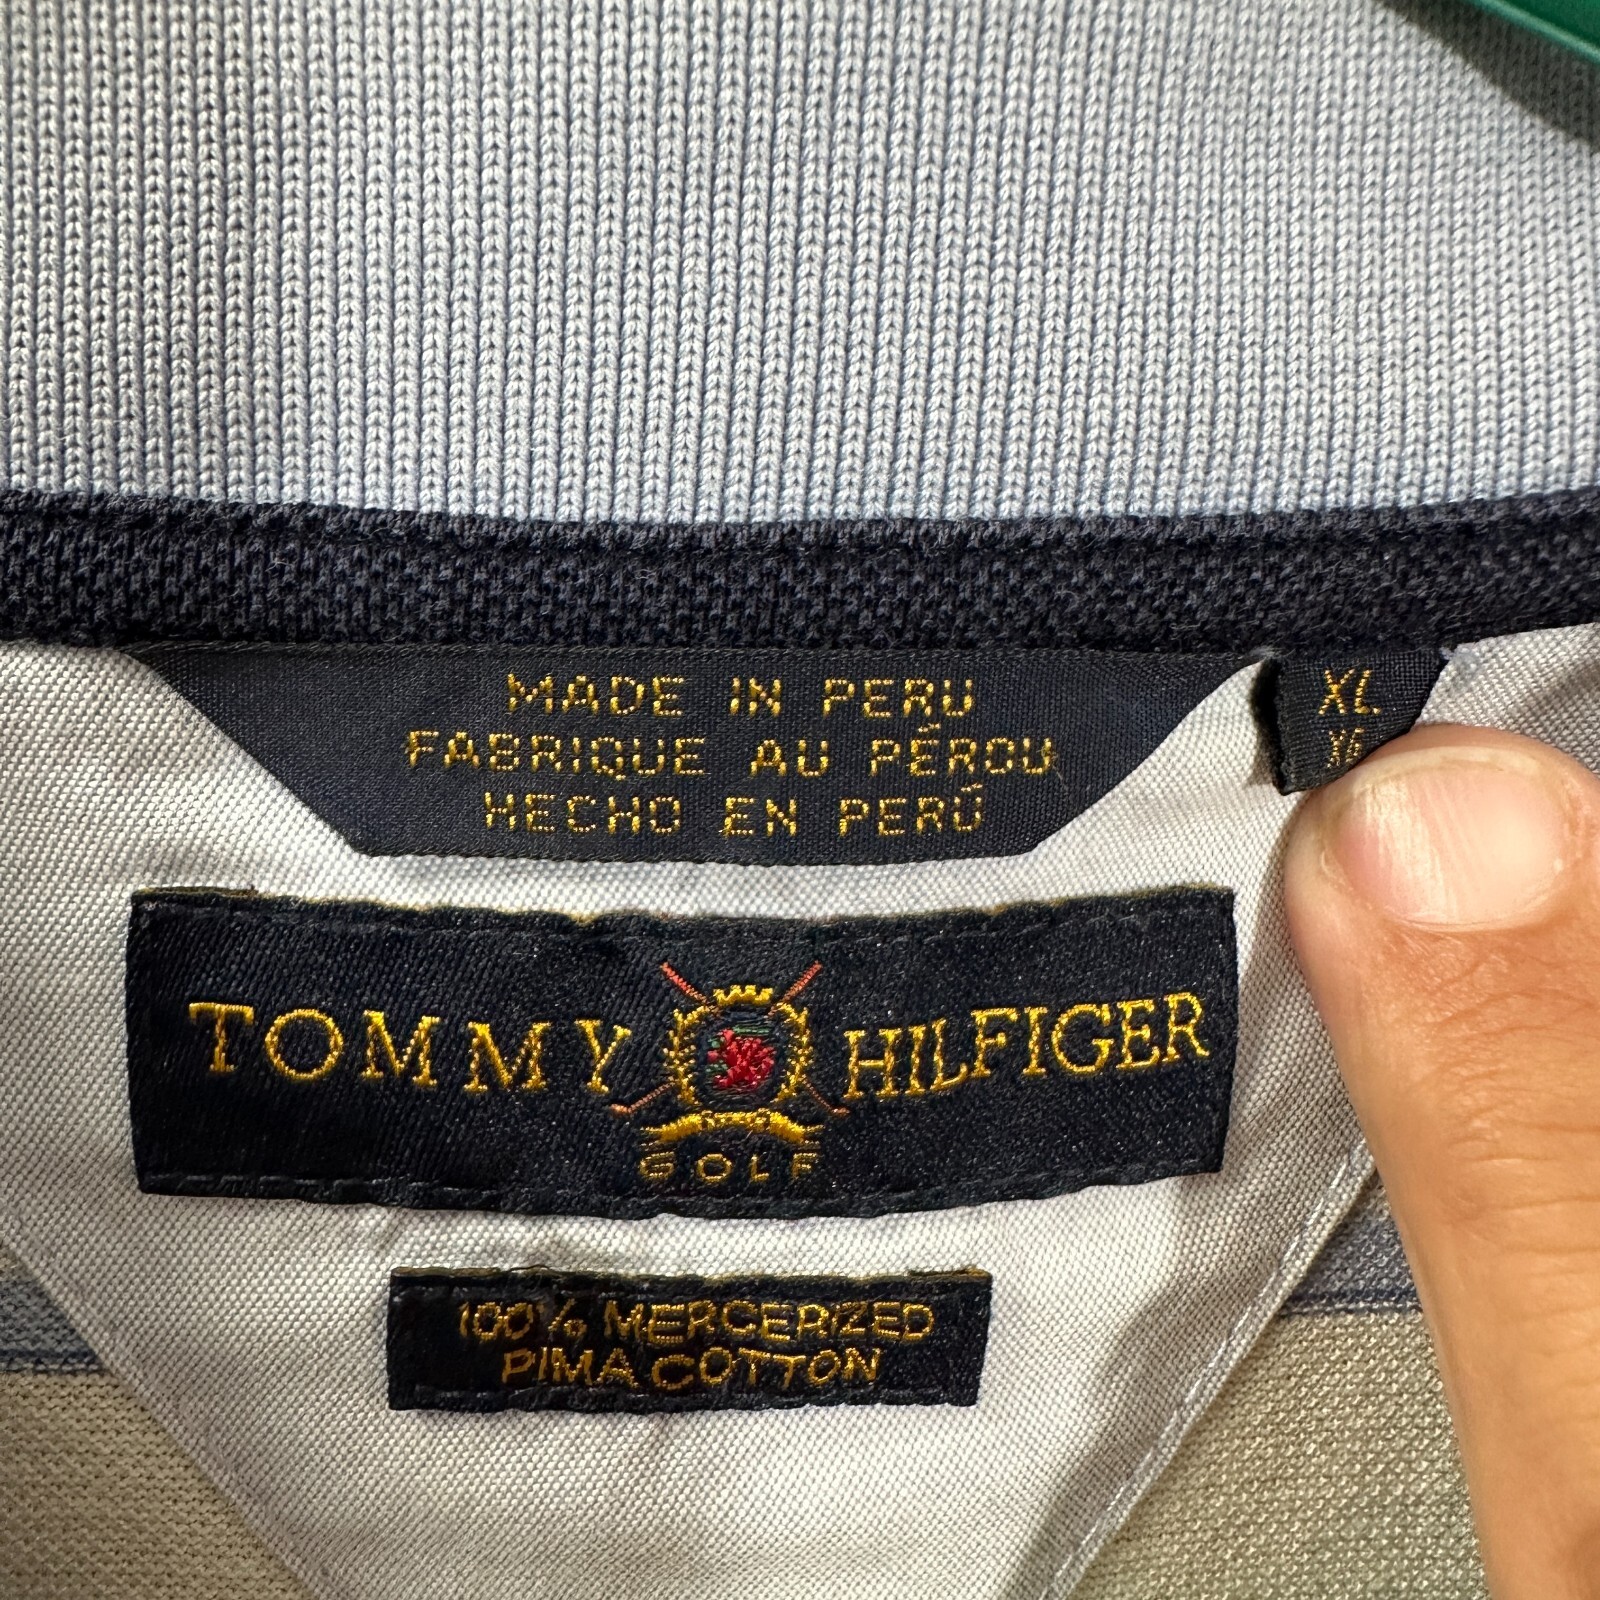 MADE IN PERU
FABRIQUE AU PÉROU
HECHO EN PERÚ
XL
TOMMY HILFIGER
GOLF
100% MERCERIZED
PIMA COTTON